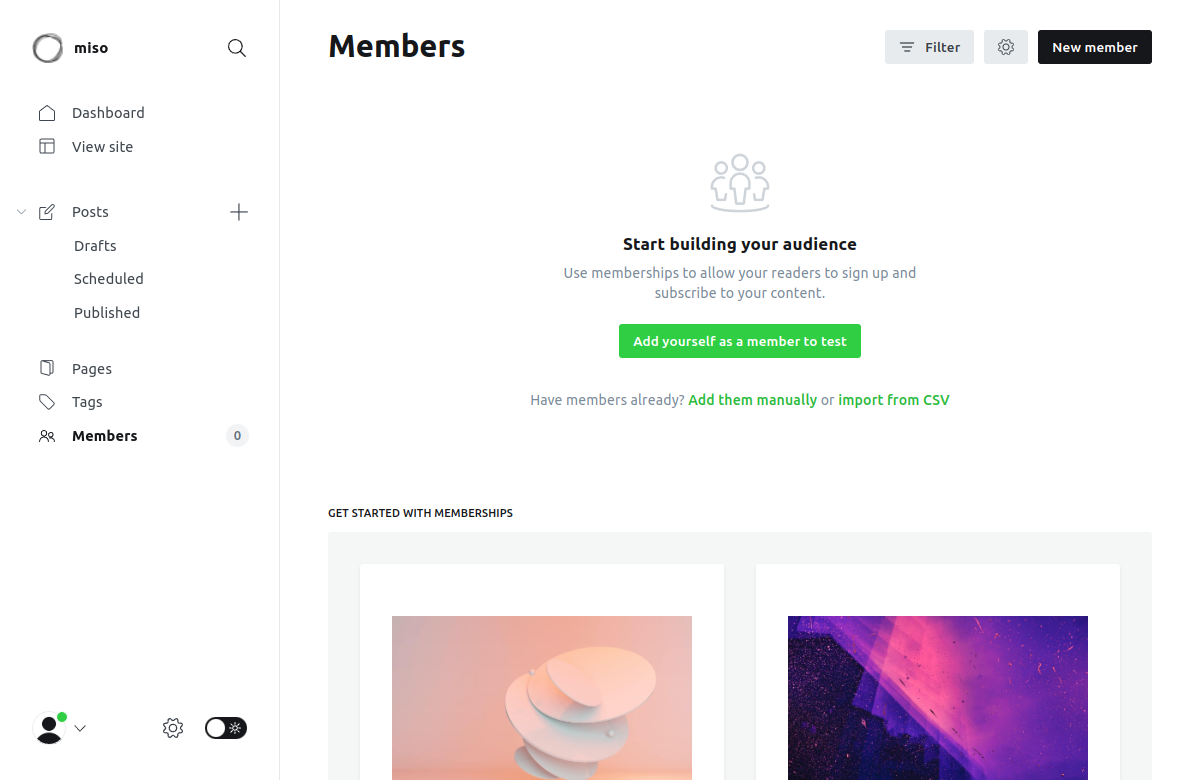 miso
Dashboard
View site
Posts
Drafts
Scheduled
Published
Pages
Tags
Members
0
Members
Filter
New member
Start building your audience
Use memberships to allow your readers to sign up and
subscribe to your content.
Add yourself as a member to test
Have members already? Add them manually or import from CSV
GET STARTED WITH MEMBERSHIPS